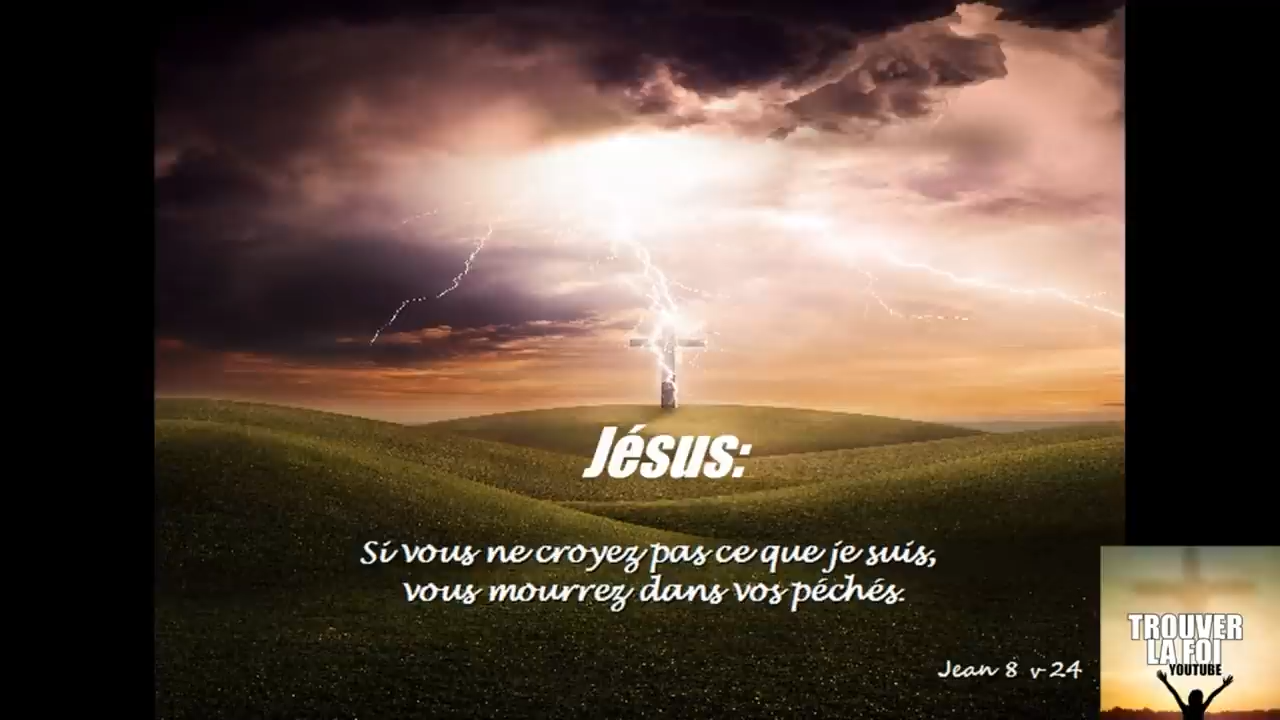 Jésus:
Si vous ne croyez pas ce que je suis,
vous mourrez dans vos péchés.
Jean 8 v 24
TROUVER
LA FOI
YOUTUBE